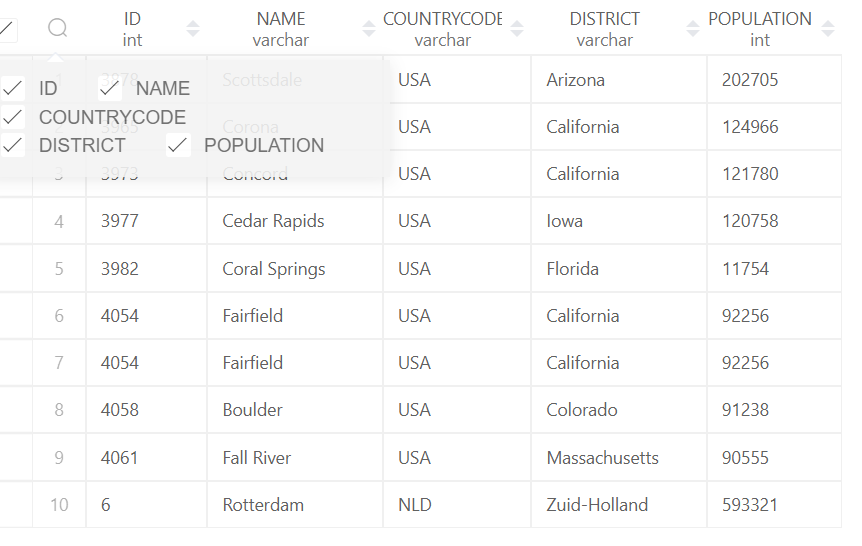 ID NAME COUNTRYCODE DISTRICT POPULATION
int varchar varchar varchar int
1 3878 Scottsdale USA Arizona 202705
ID NAME
COUNTRYCODE
2 3965 Corona USA California 124966
DISTRICT POPULATION
3 3973 Concord USA California 121780
4 3977 Cedar Rapids USA Iowa 120758
5 3982 Coral Springs USA Florida 11754
6 4054 Fairfield USA California 92256
7 4054 Fairfield USA California 92256
8 4058 Boulder USA Colorado 91238
9 4061 Fall River USA Massachusetts 90555
10 6 Rotterdam NLD Zuid-Holland 593321